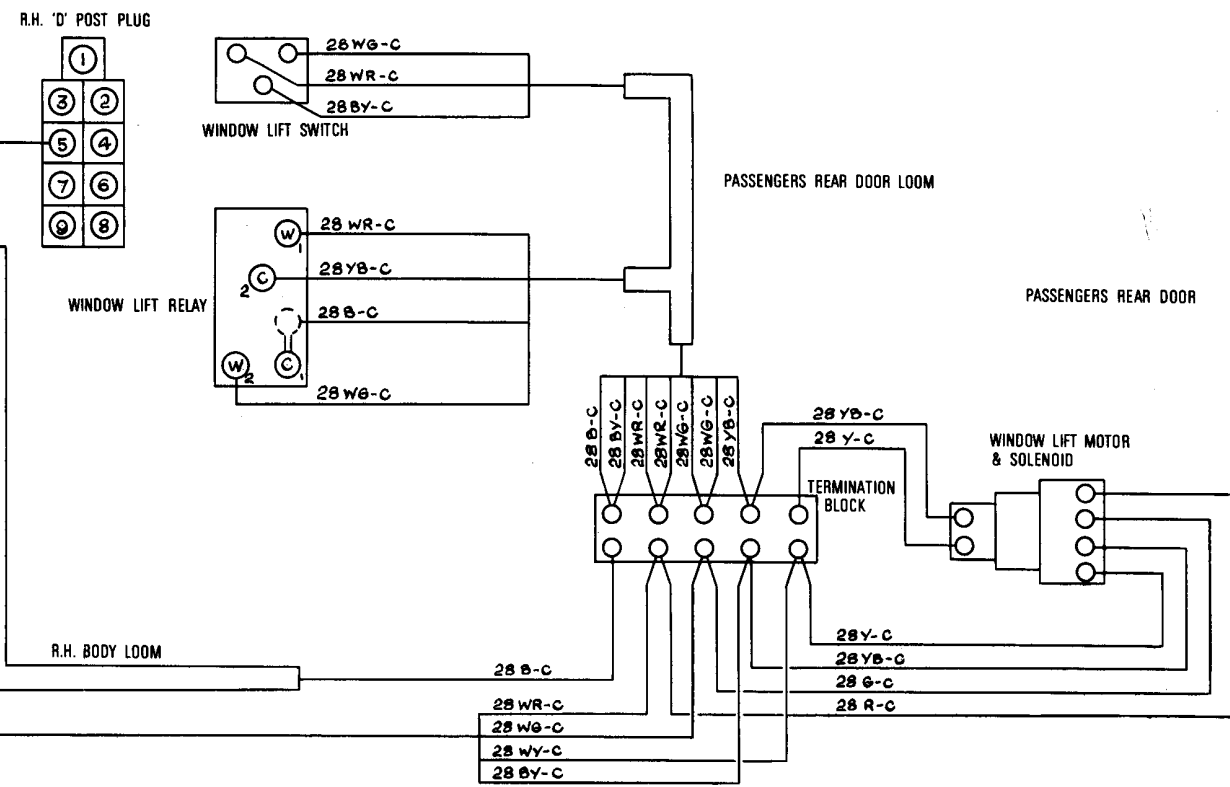 R.H. 'D' POST PLUG
1
3 2
5 4
7 6
9 8
28 WG-C
28 WR-C
28 BY-C
WINDOW LIFT SWITCH
PASSENGERS REAR DOOR LOOM
W 1
28 WR-C
2 C
28 YB-C
WINDOW LIFT RELAY
28 B-C
W 2
C 1
28 WG-C
PASSENGERS REAR DOOR
28 B-C
28 BY-C
28 WR-C
28 WR-C
28 WG-C
28 WG-C
28 YB-C
28 YB-C
28 Y-C
WINDOW LIFT MOTOR
& SOLENOID
TERMINATION
BLOCK
28 Y-C
28 YB-C
28 G-C
28 R-C
R.H. BODY LOOM
28 B-C
28 WR-C
28 WG-C
28 WY-C
28 BY-C